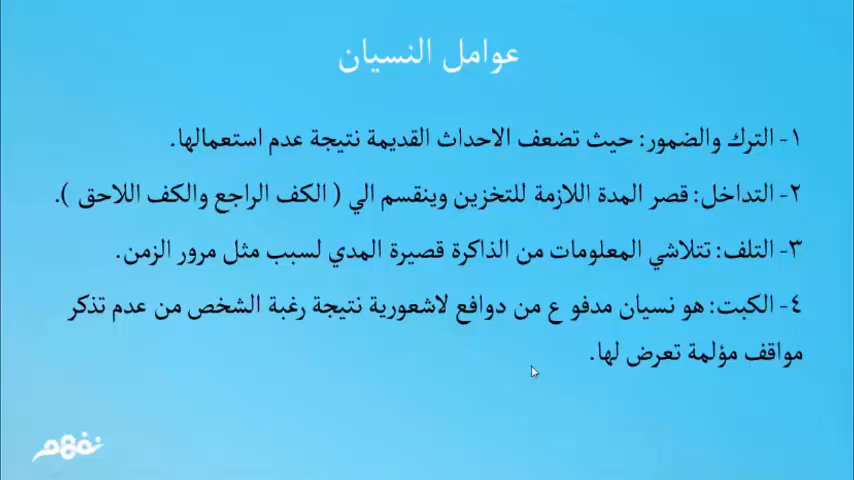 عوامل النسيان
١- الترك والضمور: حيث تضعف الاحداث القديمة نتيجة عدم استعمالها.
٢- التداخل: قصر المدة اللازمة للتخزين وينقسم الي ( الكف الراجع والكف اللاحق ).
٣- التلف: تتلاشي المعلومات من الذاكرة قصيرة المدي لسبب مثل مرور الزمن.
٤- الكبت: هو نسيان مدفو ع من دوافع لاشعورية نتيجة رغبة الشخص من عدم تذكر
مواقف مؤلمة تعرض لها.
نفهم